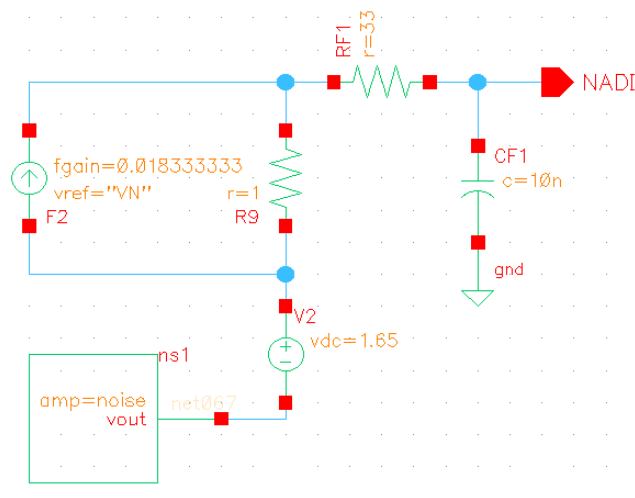 RF1
r=33
NADI
fgain=0.018333333
vref="VN"
F2
r=1
R9
CF1
c=10n
gnd
V2
vdc=1.65
ns1
amp=noise
vout
net067